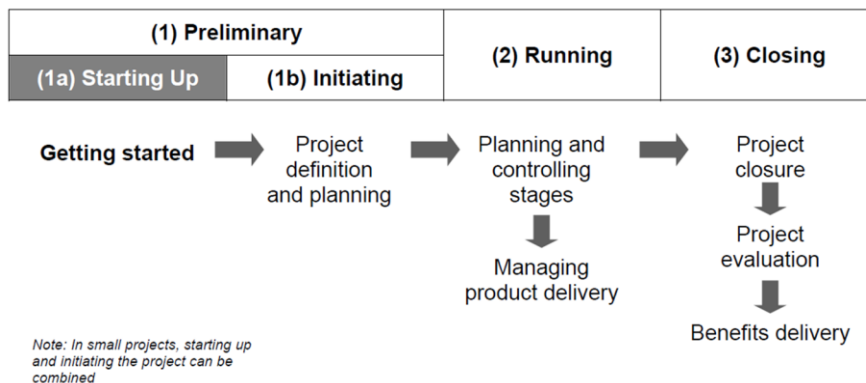 (1) Preliminary
(2) Running
(3) Closing
(1a) Starting Up
(1b) Initiating
Getting started
Project
definition
and planning
Planning and
controlling
stages
Managing
product delivery
Project
closure
Project
evaluation
Benefits delivery
Note: In small projects, starting up
and initiating the project can be
combined